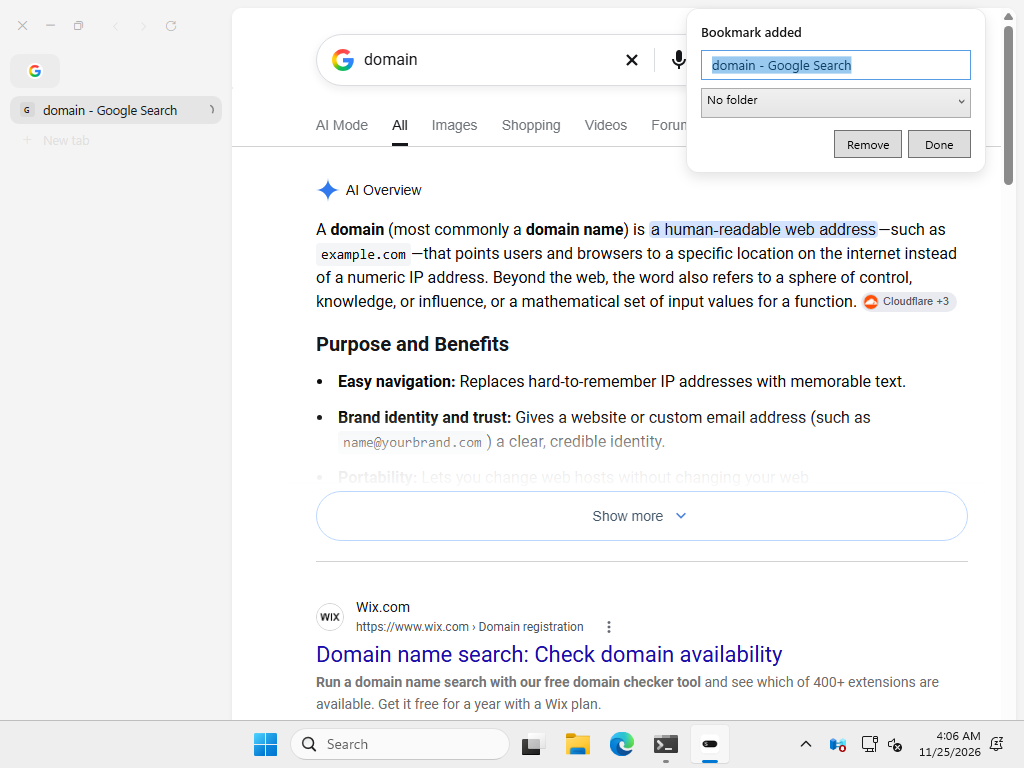 domain - Google Search
New tab
domain
AI Mode All Images Shopping Videos Forum
Bookmark added
domain - Google Search
No folder
Remove Done
AI Overview
A domain (most commonly a domain name) is a human-readable web address—such as
example.com—that points users and browsers to a specific location on the internet instead
of a numeric IP address. Beyond the web, the word also refers to a sphere of control,
knowledge, or influence, or a mathematical set of input values for a function. Cloudflare +3
Purpose and Benefits
• Easy navigation: Replaces hard-to-remember IP addresses with memorable text.
• Brand identity and trust: Gives a website or custom email address (such as
name@yourbrand.com) a clear, credible identity.
• Portability: Lets you change web hosts without changing your web
Show more
WIX
Wix.com
https://www.wix.com › Domain registration
Domain name search: Check domain availability
Run a domain name search with our free domain checker tool and see which of 400+ extensions are
available. Get it free for a year with a Wix plan.
Search
4:06 AM
11/25/2026